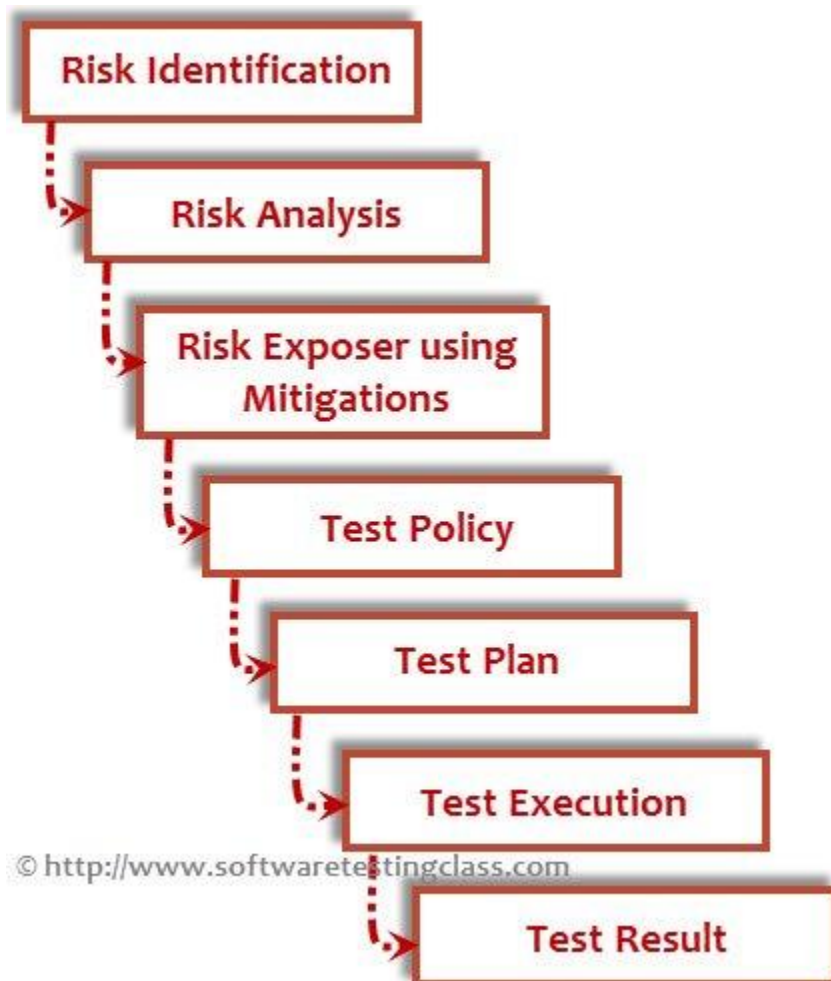 Risk Identification
Risk Analysis
Risk Exposer using
Mitigations
Test Policy
Test Plan
Test Execution
© http://www.softwaretestingclass.com
Test Result